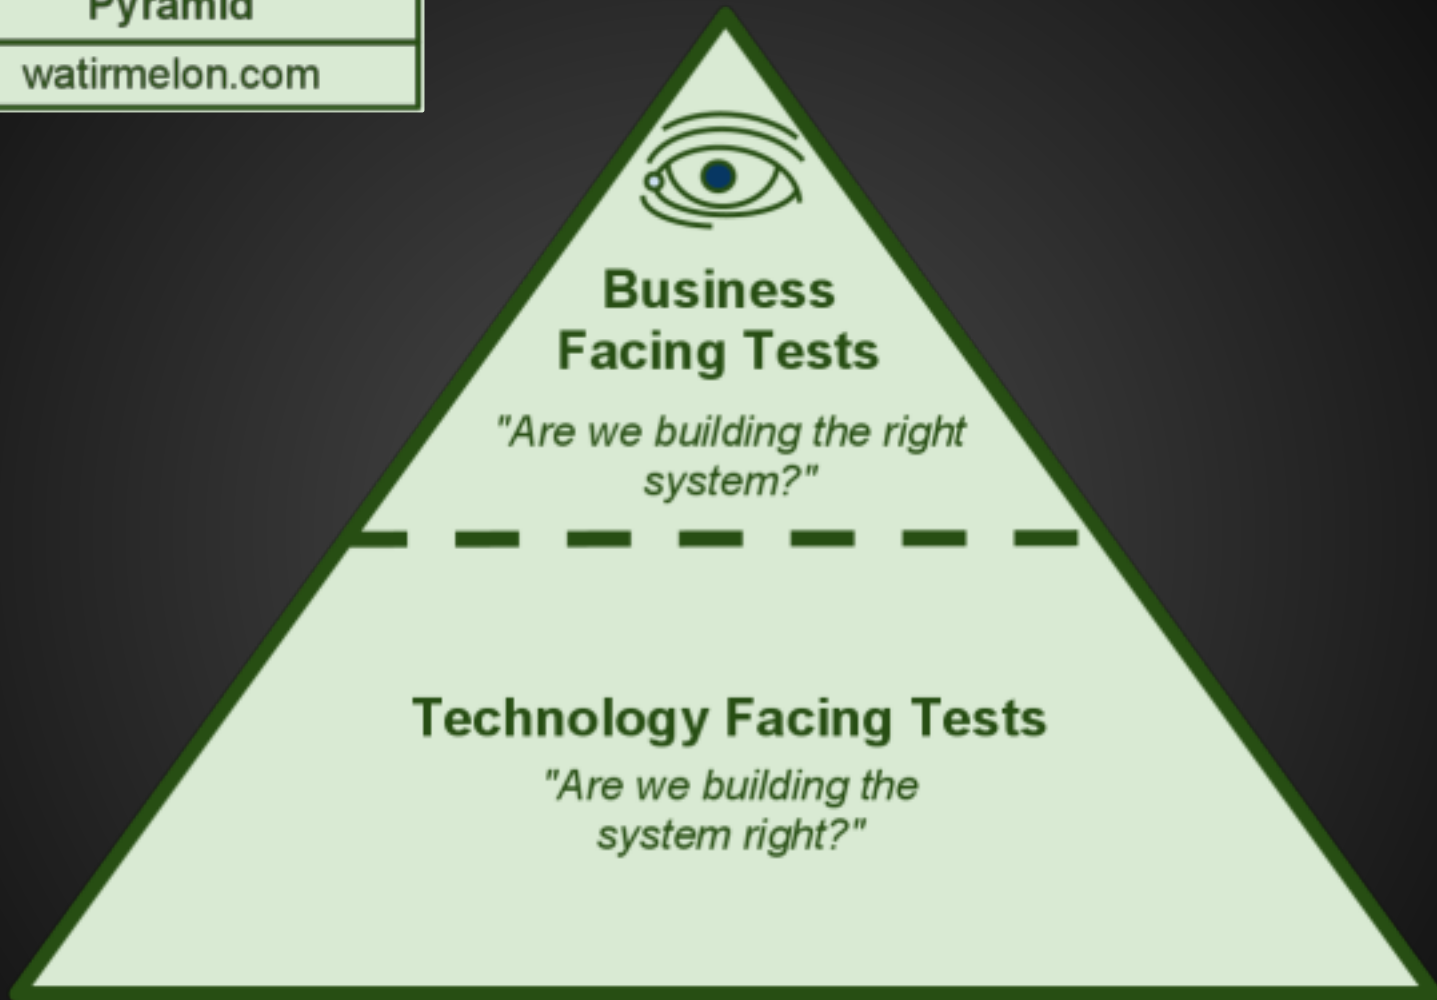 Pyramid
watirmelon.com
Business
Facing Tests
"Are we building the right
system?"
Technology Facing Tests
"Are we building the
system right?"